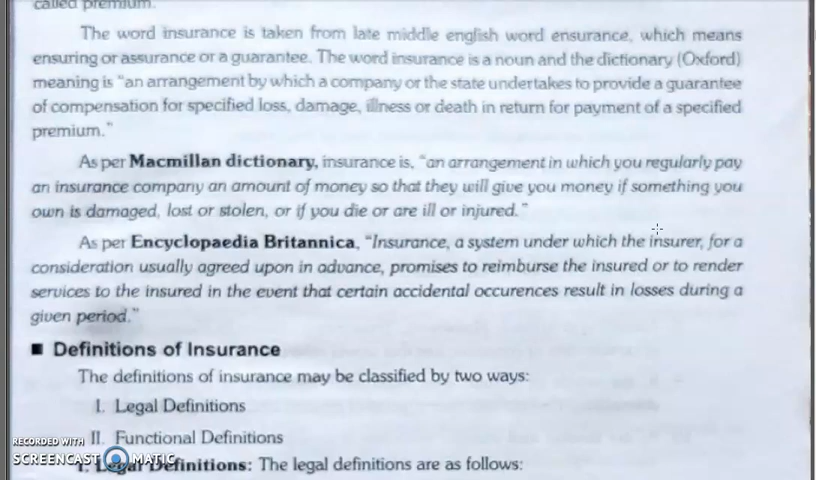 called premium.
The word insurance is taken from late middle english word ensurance, which means
ensuring or assurance or a guarantee. The word insurance is a noun and the dictionary (Oxford)
meaning is "an arrangement by which a company or the state undertakes to provide a guarantee
of compensation for specified loss, damage, illness or death in return for payment of a specified
premium."
As per Macmillan dictionary, insurance is, "an arrangement in which you regularly pay
an insurance company an amount of money so that they will give you money if something you
own is damaged, lost or stolen, or if you die or are ill or injured."
As per Encyclopaedia Britannica, "Insurance, a system under which the insurer, for a
consideration usually agreed upon in advance, promises to reimburse the insured or to render
services to the insured in the event that certain accidental occurences result in losses during a
given period."
■ Definitions of Insurance
The definitions of insurance may be classified by two ways:
I. Legal Definitions
II. Functional Definitions
I. Legal Definitions: The legal definitions are as follows:
RECORDED WITH
SCREENCAST MATIC